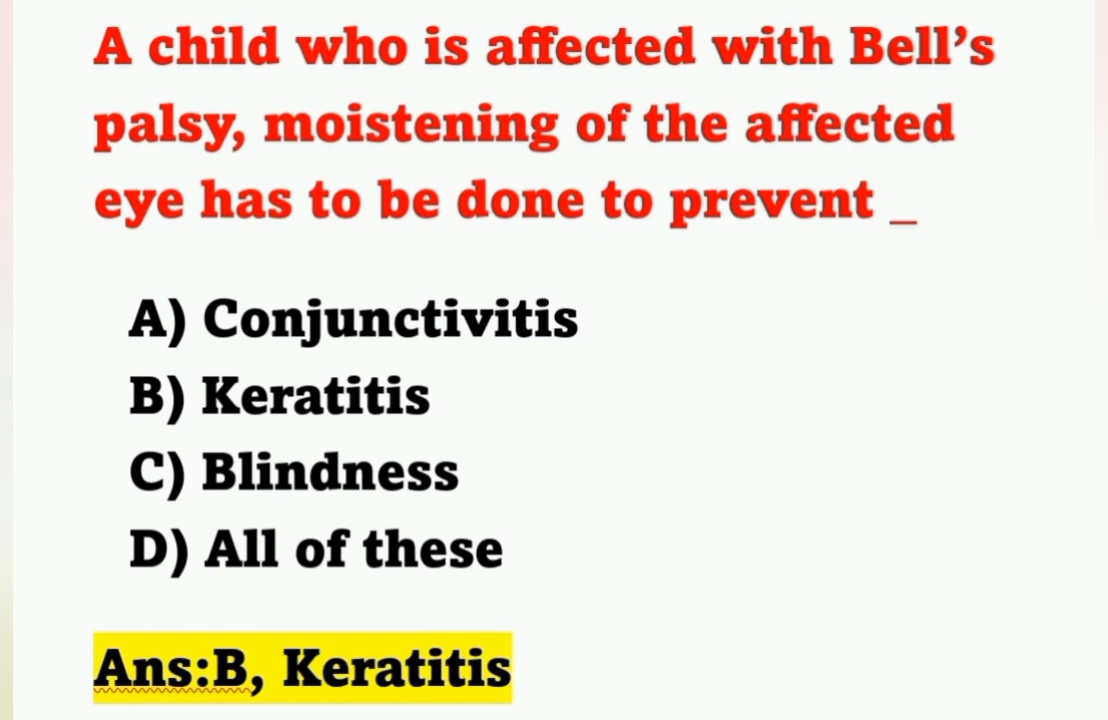 A child who is affected with Bell’s
palsy, moistening of the affected
eye has to be done to prevent _
A) Conjunctivitis
B) Keratitis
C) Blindness
D) All of these
Ans:B, Keratitis